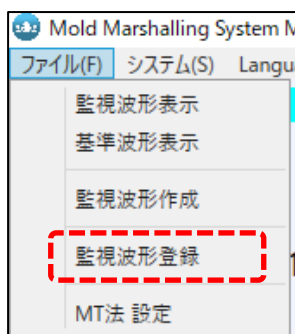 Mold Marshalling System
ファイル(F) システム(S) Langu
監視波形表示
基準波形表示
監視波形作成
監視波形登録
MT法 設定